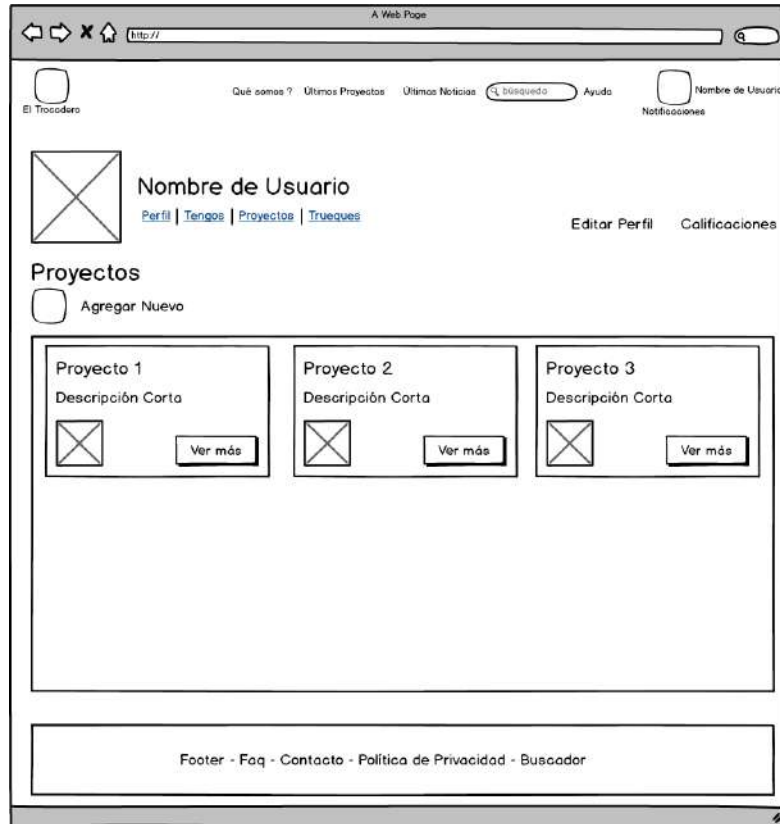 A Web Page
http://
Qué somos ? Últimos Proyectos Últimas Noticias búsqueda Ayuda Nombre de Usuario
El Trocadero
Notificaciones
Nombre de Usuario
Perfil | Tengos | Proyectos | Trueques
Editar Perfil Calificaciones
Proyectos
Agregar Nuevo
Proyecto 1 Proyecto 2 Proyecto 3
Descripción Corta Descripción Corta Descripción Corta
Ver más Ver más Ver más
Footer - Faq - Contacto - Política de Privacidad - Buscador